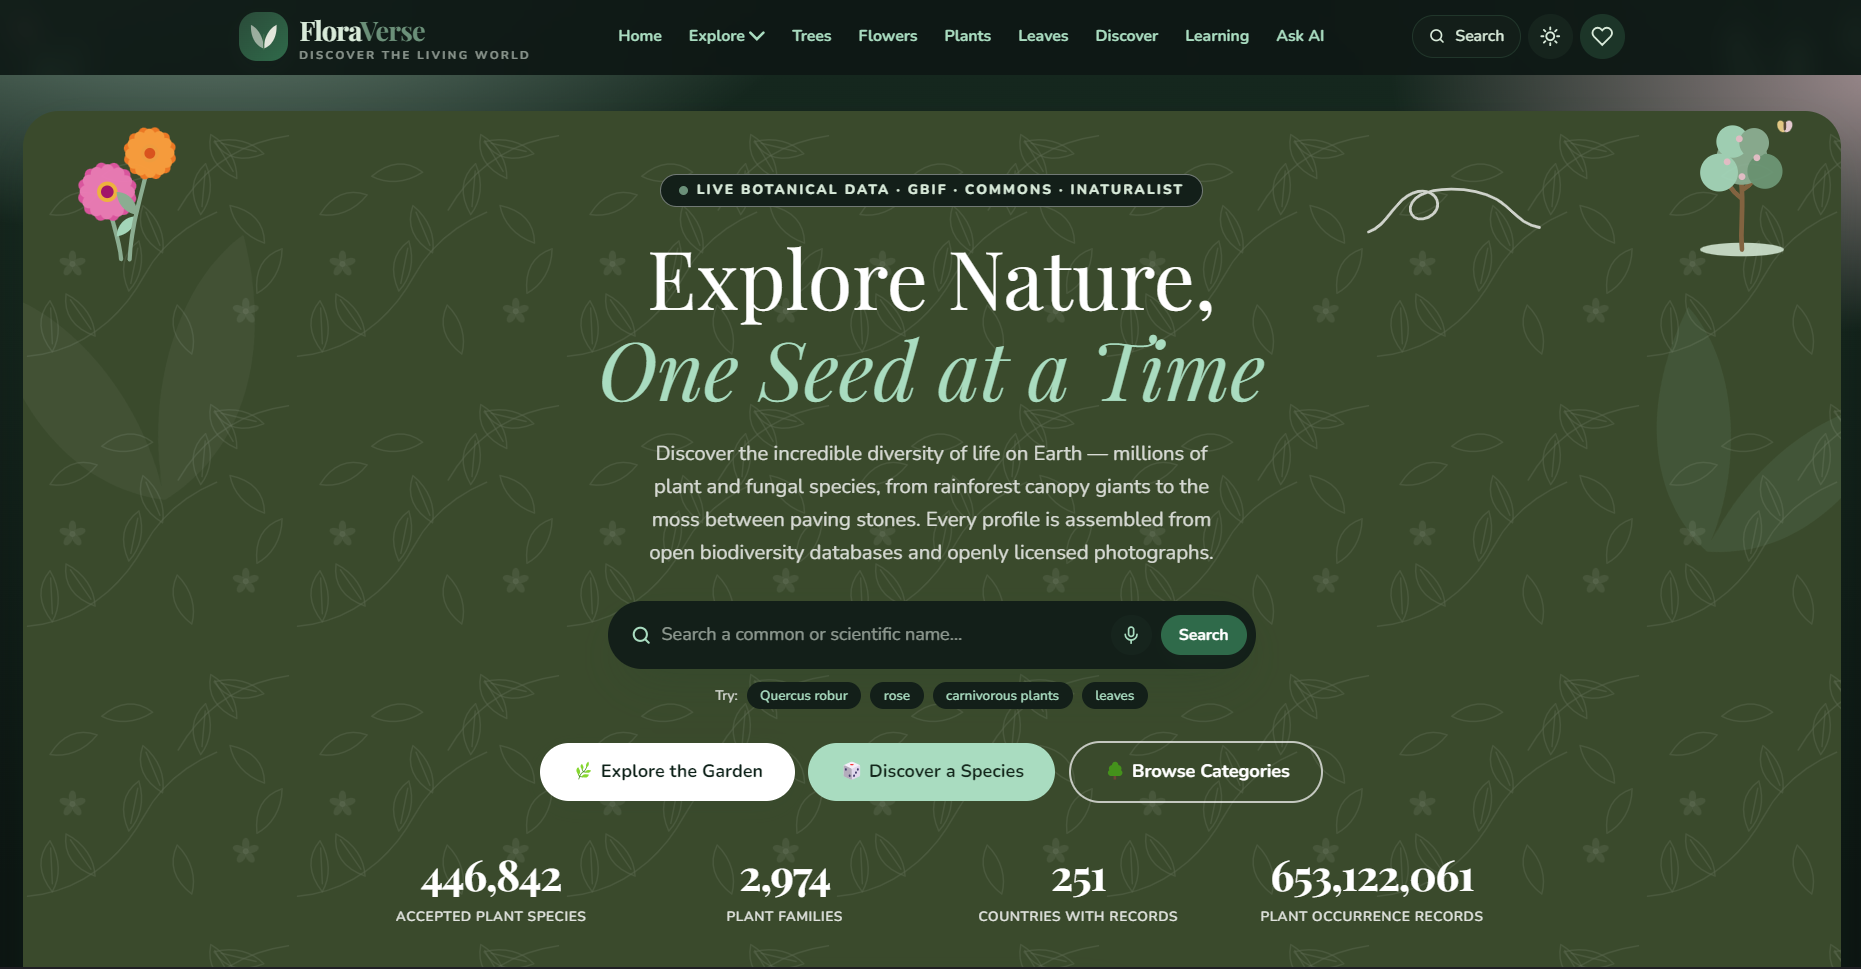 FloraVerse
DISCOVER THE LIVING WORLD
Home Explore Trees Flowers Plants Leaves Discover Learning Ask AI
Search
LIVE BOTANICAL DATA · GBIF · COMMONS · INATURALIST
Explore Nature,
One Seed at a Time
Discover the incredible diversity of life on Earth — millions of
plant and fungal species, from rainforest canopy giants to the
moss between paving stones. Every profile is assembled from
open biodiversity databases and openly licensed photographs.
Search a common or scientific name...
Search
Try: Quercus robur rose carnivorous plants leaves
Explore the Garden Discover a Species Browse Categories
446,842 2,974 251 653,122,061
ACCEPTED PLANT SPECIES PLANT FAMILIES COUNTRIES WITH RECORDS PLANT OCCURRENCE RECORDS